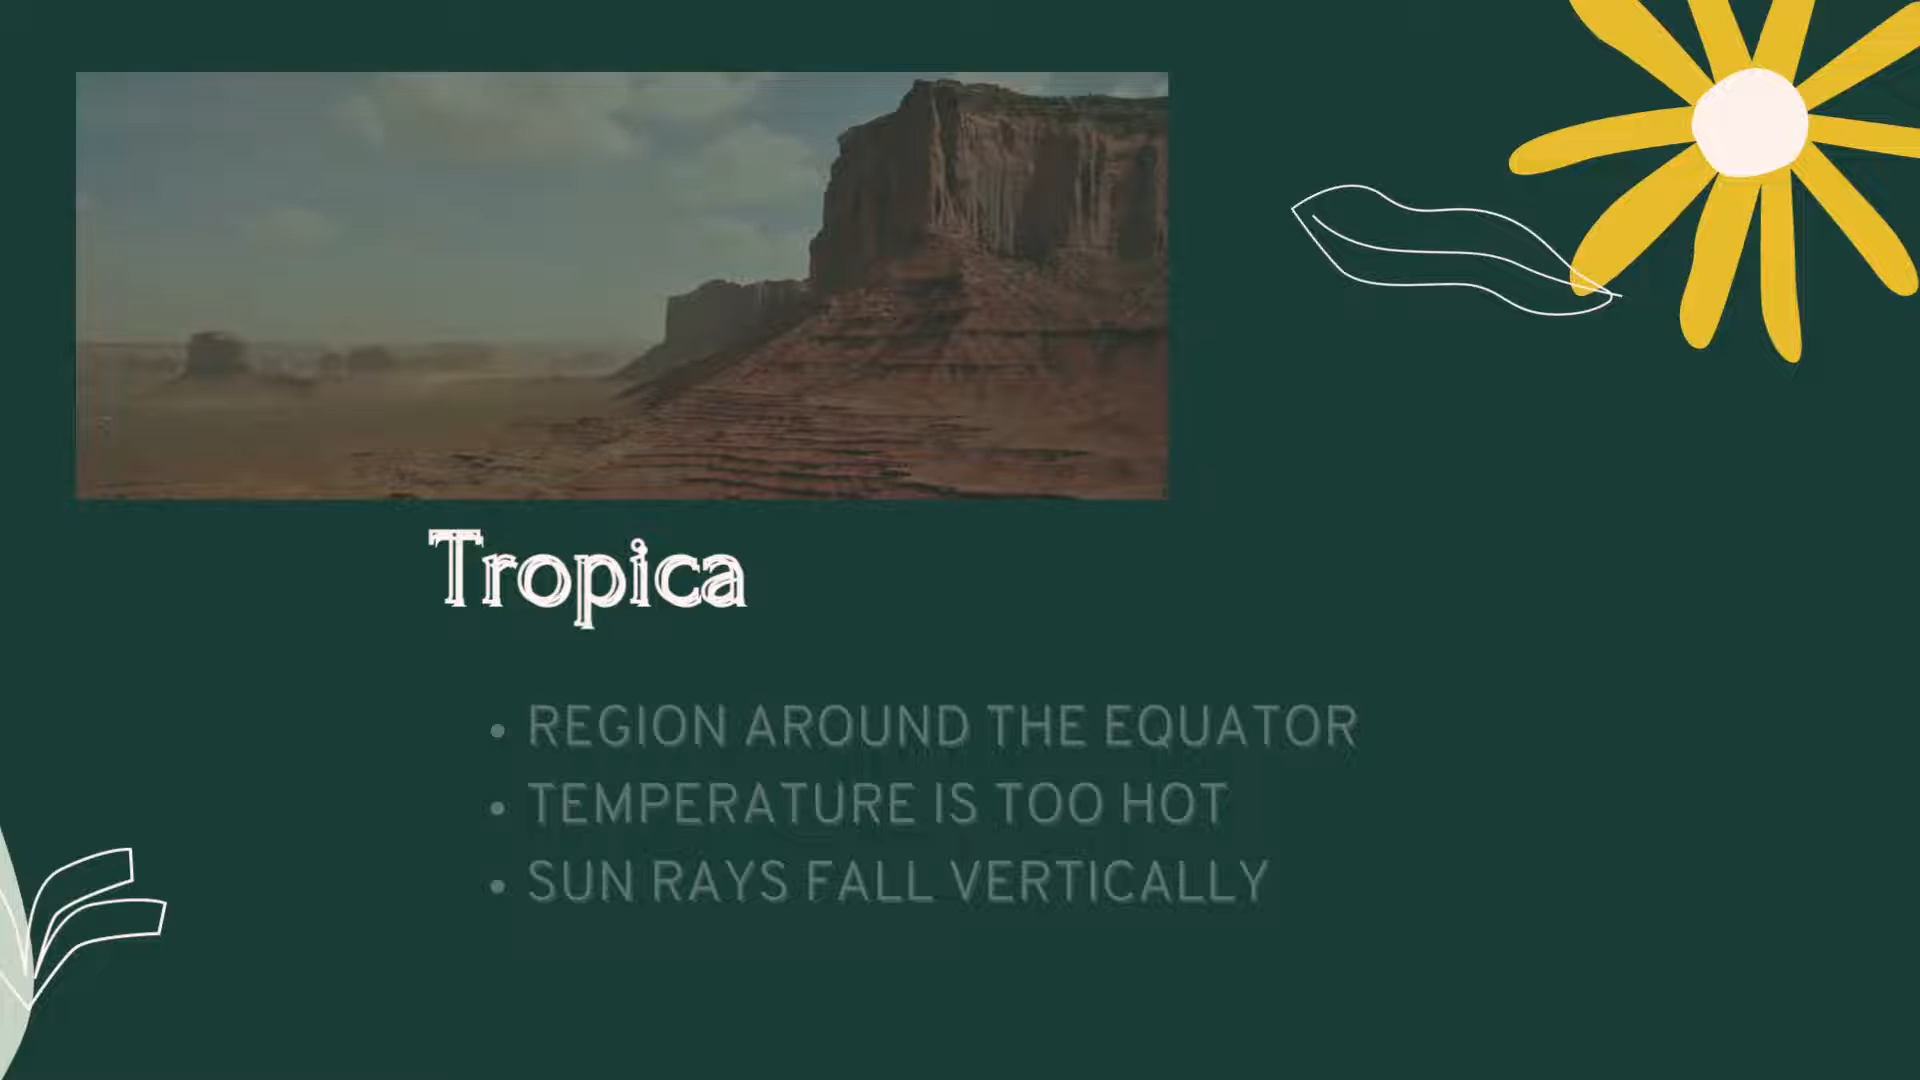 Tropica
• REGION AROUND THE EQUATOR
• TEMPERATURE IS TOO HOT
• SUN RAYS FALL VERTICALLY